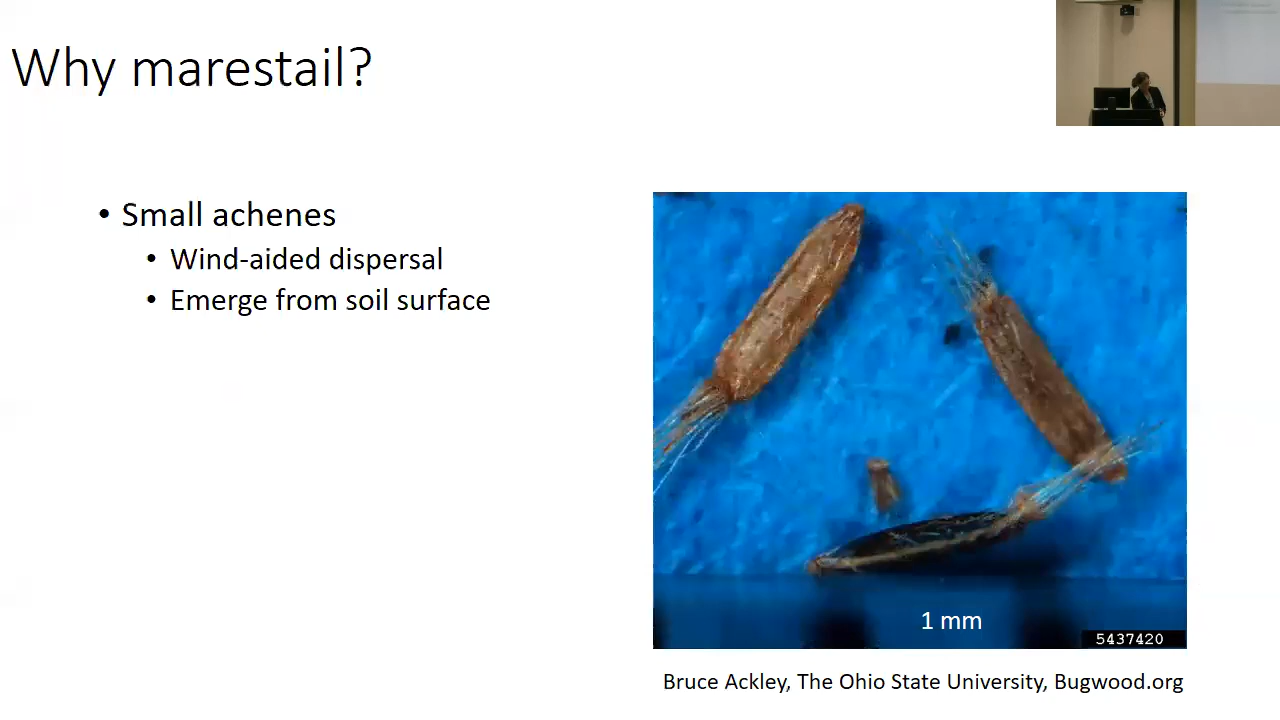 Why marestail?
• Small achenes
• Wind-aided dispersal
• Emerge from soil surface
1 mm
5437420
Bruce Ackley, The Ohio State University, Bugwood.org